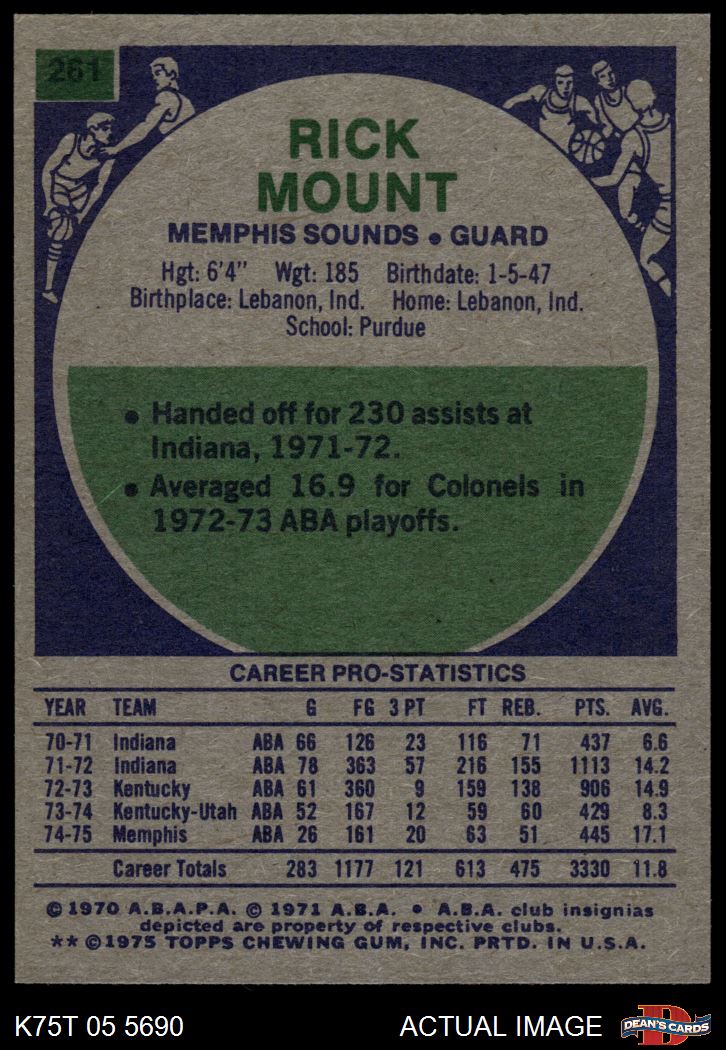 261
RICK
MOUNT
MEMPHIS SOUNDS • GUARD
Hgt: 6'4" Wgt: 185 Birthdate: 1-5-47
Birthplace: Lebanon, Ind. Home: Lebanon, Ind.
School: Purdue
• Handed off for 230 assists at
Indiana, 1971-72.
• Averaged 16.9 for Colonels in
1972-73 ABA playoffs.
CAREER PRO-STATISTICS
YEAR TEAM G FG 3 PT FT REB. PTS. AVG.
70-71 Indiana ABA 66 126 23 116 71 437 6.6
71-72 Indiana ABA 78 363 57 216 155 1113 14.2
72-73 Kentucky ABA 61 360 9 159 138 906 14.9
73-74 Kentucky-Utah ABA 52 167 12 59 60 429 8.3
74-75 Memphis ABA 26 161 20 63 51 445 17.1
Career Totals 283 1177 121 613 475 3330 11.8
© 1970 A.B.A.P.A. © 1971 A.B.A. • A.B.A. club insignias
depicted are property of respective clubs.
** © 1975 TOPPS CHEWING GUM, INC. PRTD. IN U.S.A.
K75T 05 5690 ACTUAL IMAGE
D
DEAN'S CARDS